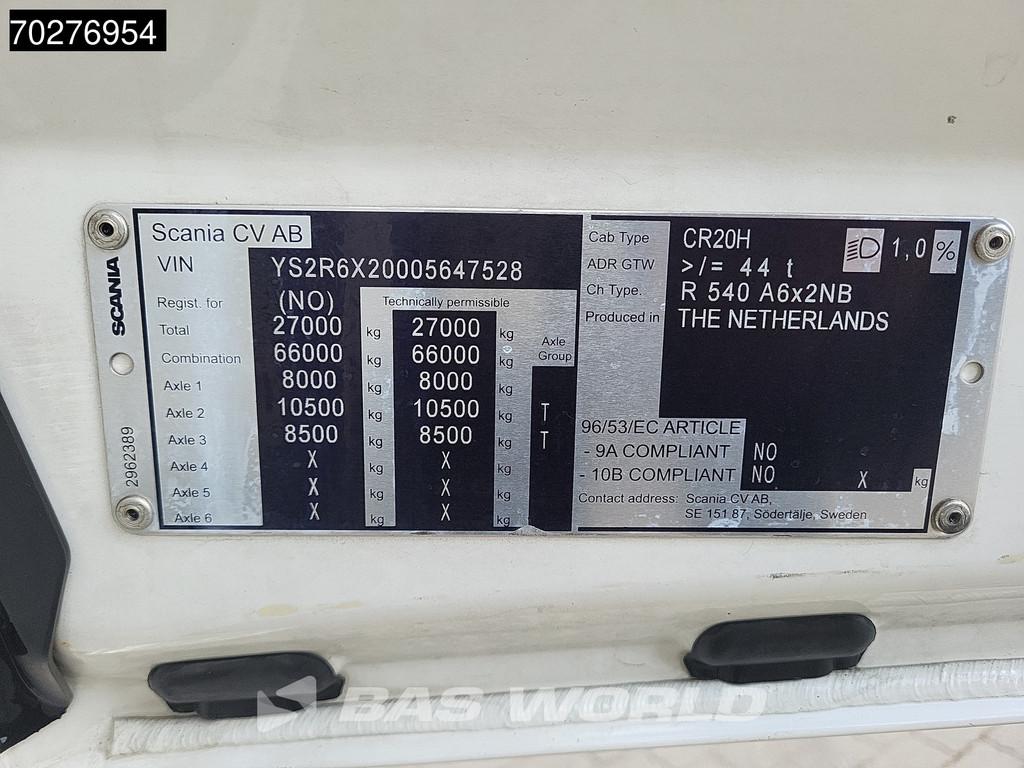 70276954
SCANIA
2962389
Scania CV AB
VIN YS2R6X20005647528
Regist. for (NO) Technically permissible
Total 27000 kg 27000 kg Axle Group
Combination 66000 kg 66000 kg
Axle 1 8000 kg 8000 kg
Axle 2 10500 kg 10500 kg T
Axle 3 8500 kg 8500 kg T
Axle 4 X kg X kg
Axle 5 X kg X kg
Axle 6 X kg X kg
Cab Type CR20H 1,0 %
ADR GTW >/= 44 t
Ch Type. R 540 A6x2NB
Produced in THE NETHERLANDS
96/53/EC ARTICLE
- 9A COMPLIANT NO
- 10B COMPLIANT NO X kg
Contact address: Scania CV AB,
SE 151 87, Södertälje, Sweden
BAS WORLD